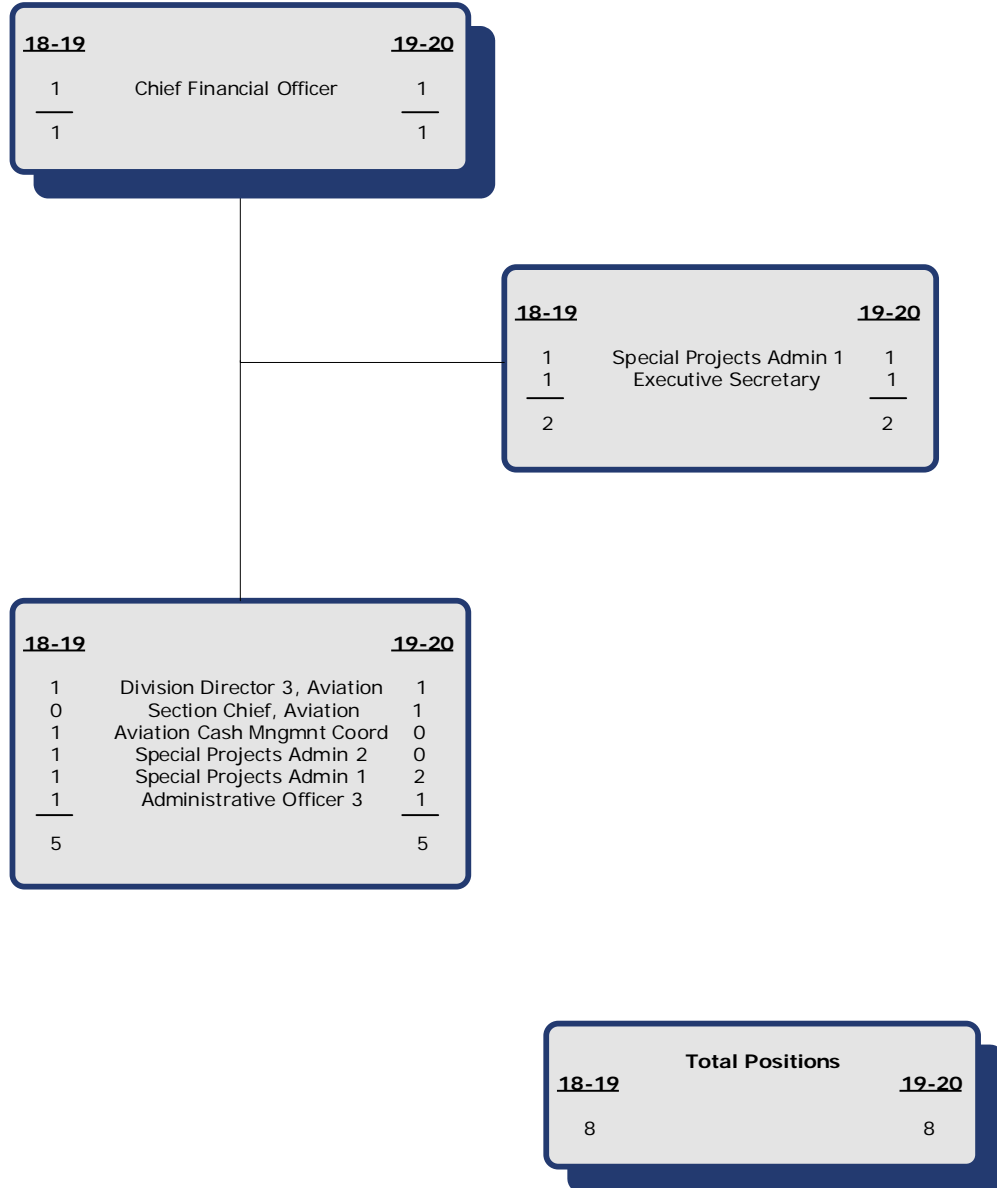 18-19 19-20
1 Chief Financial Officer 1
1 1
18-19 19-20
1 Special Projects Admin 1 1
1 Executive Secretary 1
2 2
18-19 19-20
1 Division Director 3, Aviation 1
0 Section Chief, Aviation 1
1 Aviation Cash Mngmnt Coord 0
1 Special Projects Admin 2 0
1 Special Projects Admin 1 2
1 Administrative Officer 3 1
5 5
Total Positions
18-19 19-20
8 8